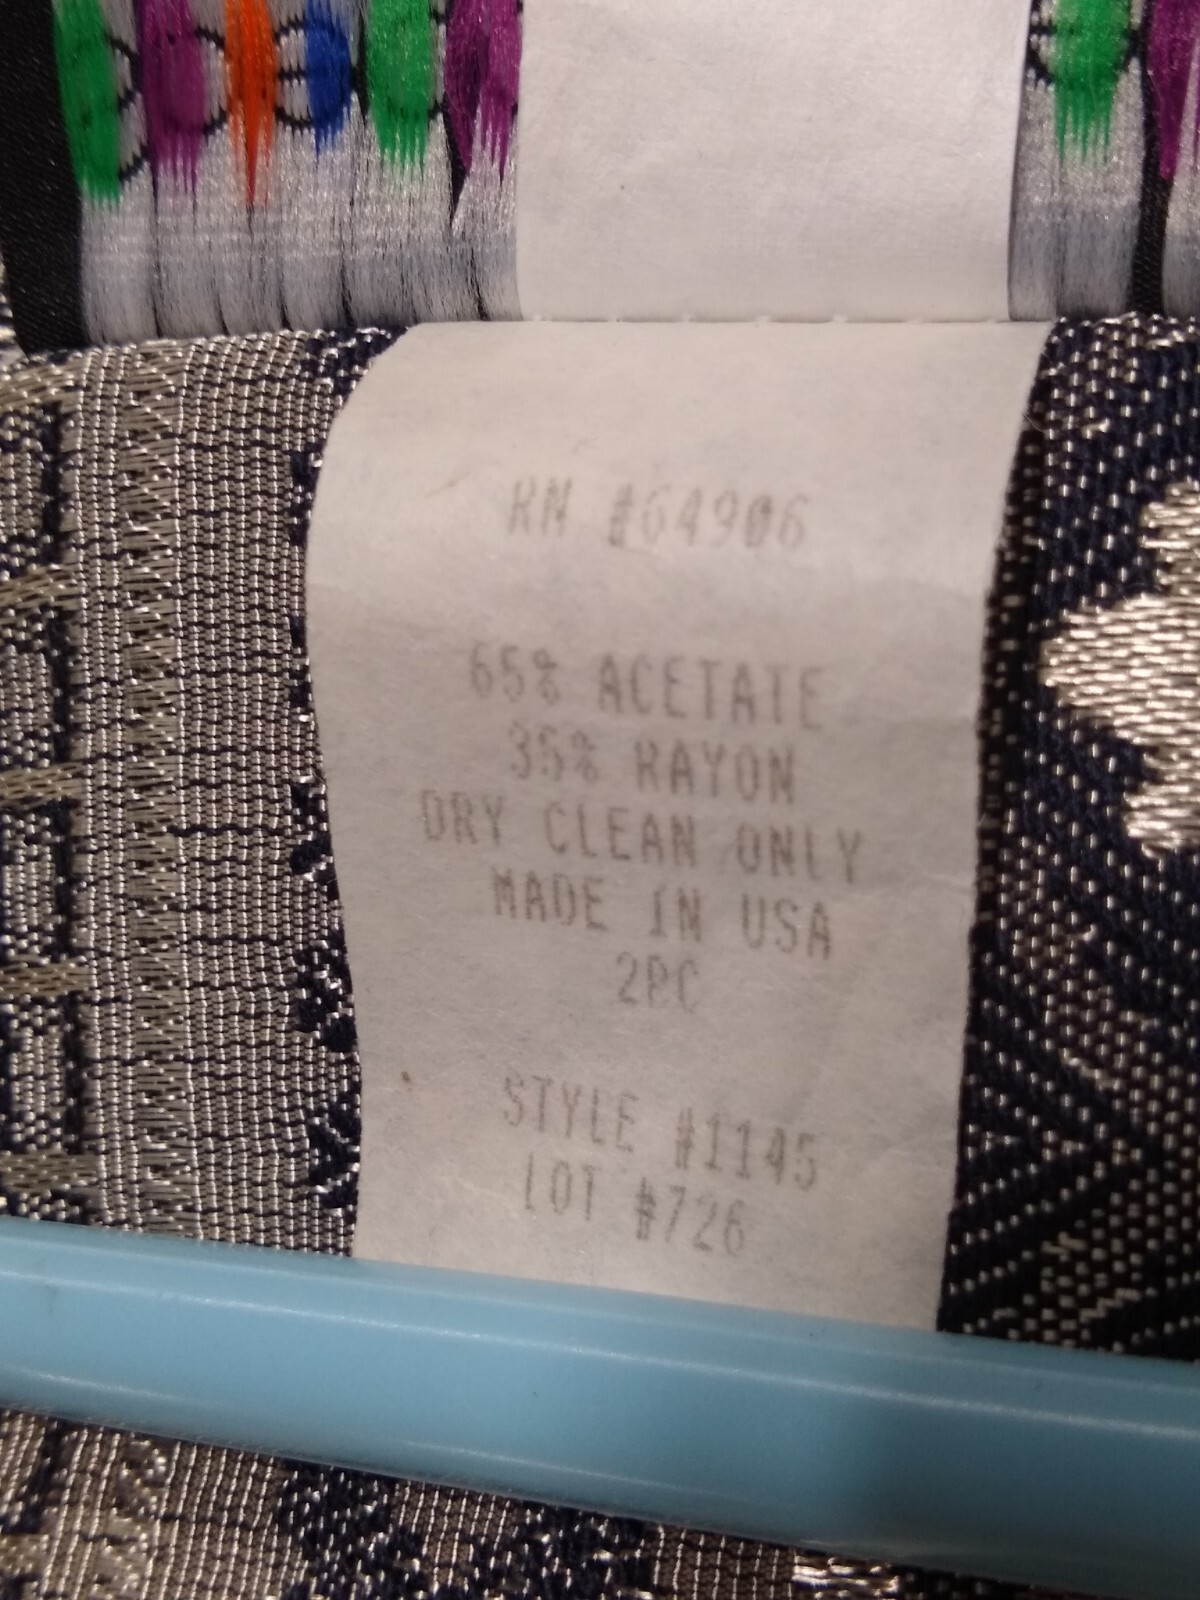 RN #64906
65% ACETATE
35% RAYON
DRY CLEAN ONLY
MADE IN USA
2PC
STYLE #1145
LOT #726